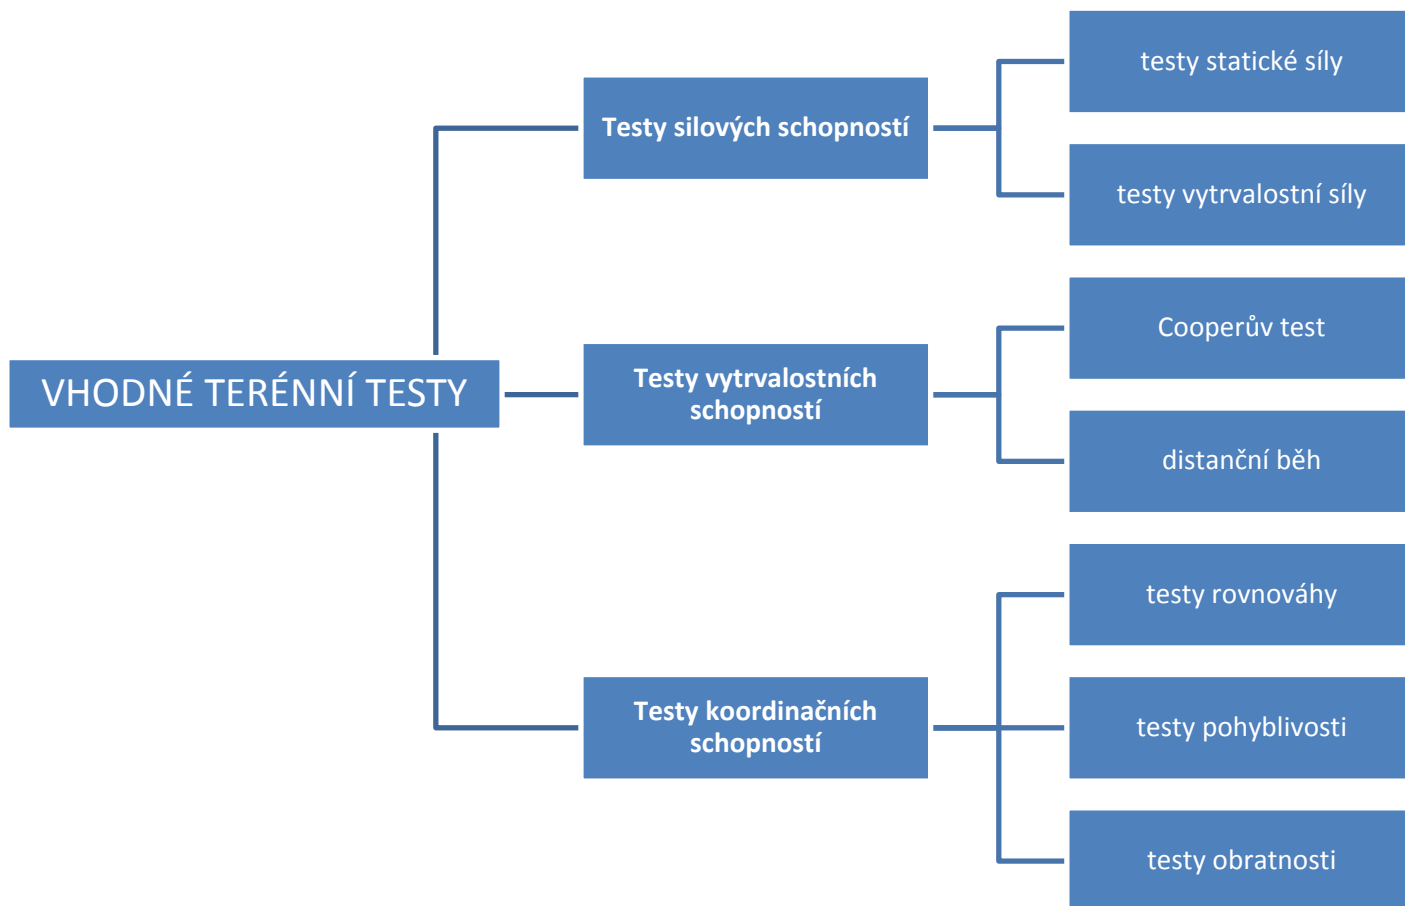 VHODNÉ TERÉNNÍ TESTY
Testy silových schopností
testy statické síly
testy vytrvalostní síly
Testy vytrvalostních
schopností
Cooperův test
distanční běh
Testy koordinačních
schopností
testy rovnováhy
testy pohyblivosti
testy obratnosti